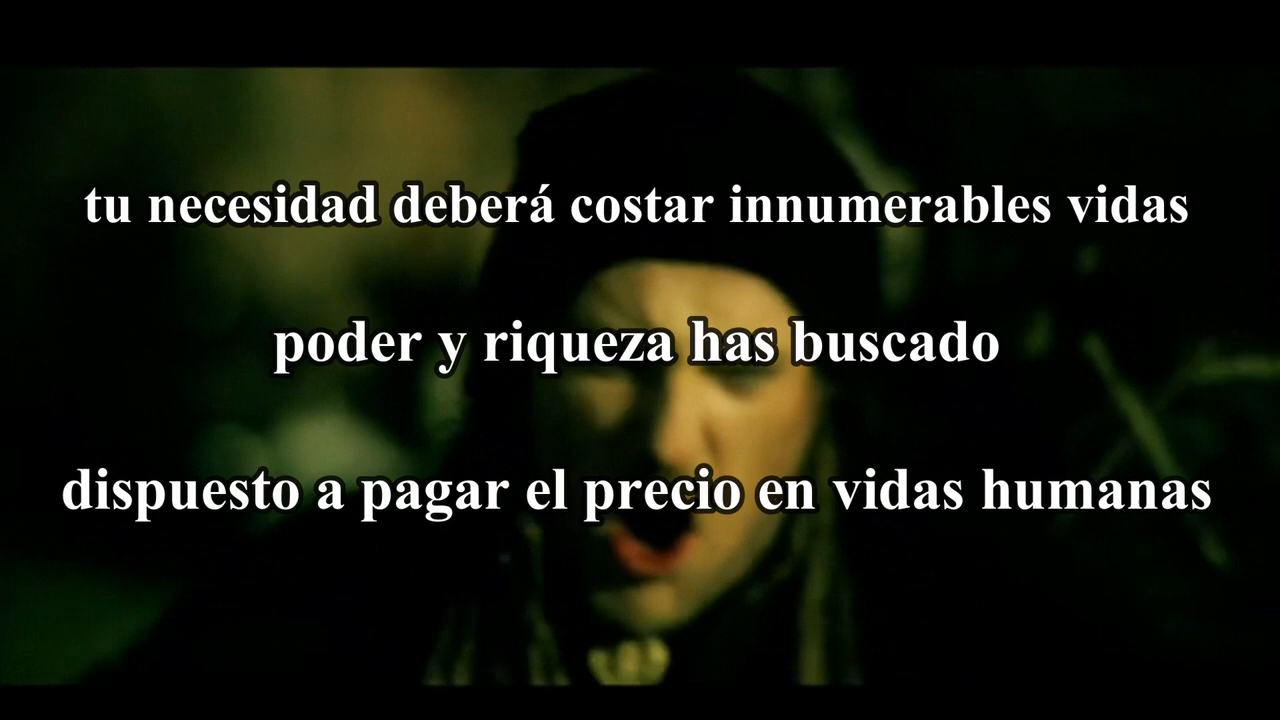 tu necesidad deberá costar innumerables vidas
poder y riqueza has buscado
dispuesto a pagar el precio en vidas humanas